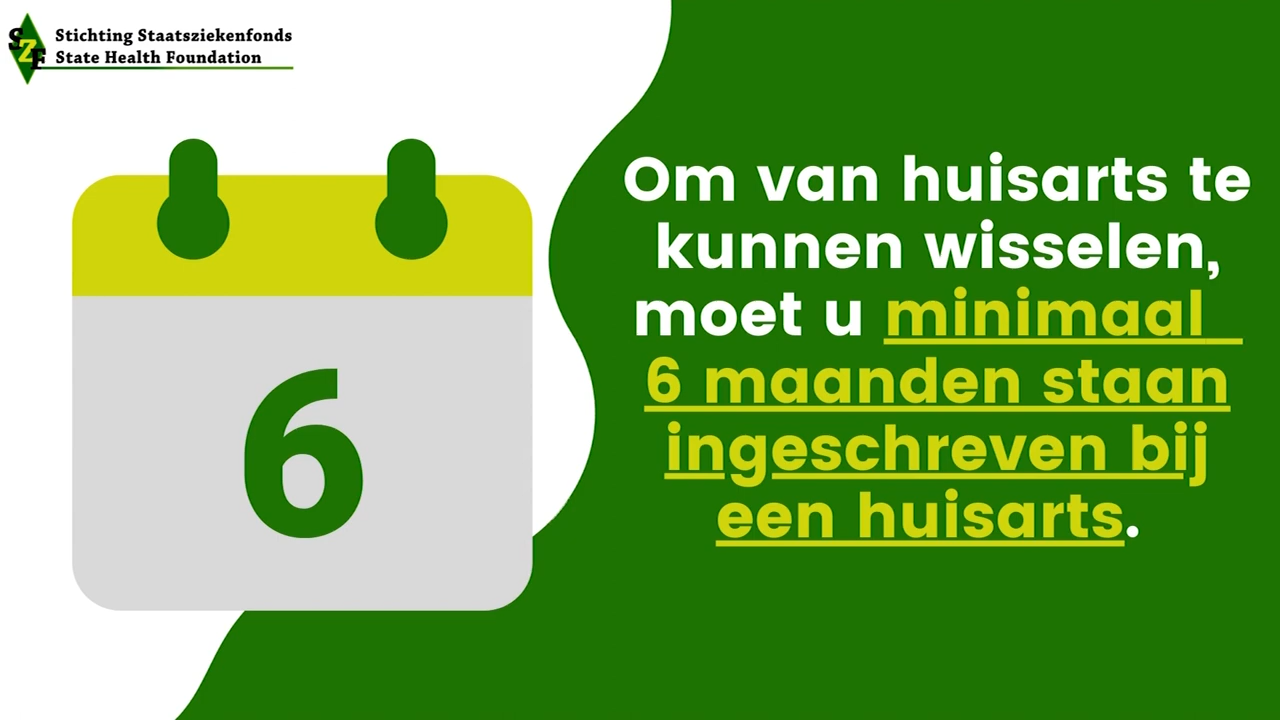 SZF
Stichting Staatsziekenfonds
State Health Foundation
6
Om van huisarts te
kunnen wisselen,
moet u minimaal
6 maanden staan
ingeschreven bij
een huisarts.